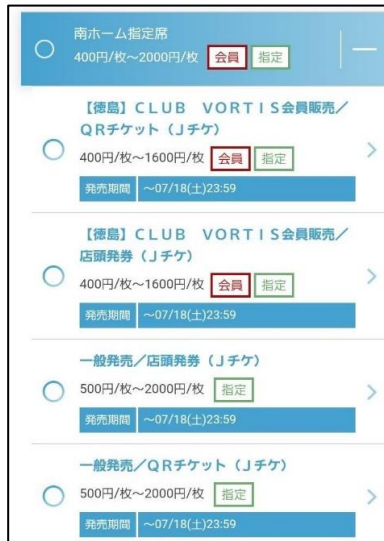 南ホーム指定席
400円/枚～2000円/枚 会員 指定
【徳島】ＣＬＵＢ　ＶＯＲＴＩＳ会員販売／
ＱＲチケット（Ｊチケ）
400円/枚～1600円/枚 会員 指定
発売期間 ～07/18(土)23:59
【徳島】ＣＬＵＢ　ＶＯＲＴＩＳ会員販売／
店頭発券（Ｊチケ）
400円/枚～1600円/枚 会員 指定
発売期間 ～07/18(土)23:59
一般発売／店頭発券（Ｊチケ）
500円/枚～2000円/枚 指定
発売期間 ～07/18(土)23:59
一般発売／ＱＲチケット（Ｊチケ）
500円/枚～2000円/枚 指定
発売期間 ～07/18(土)23:59